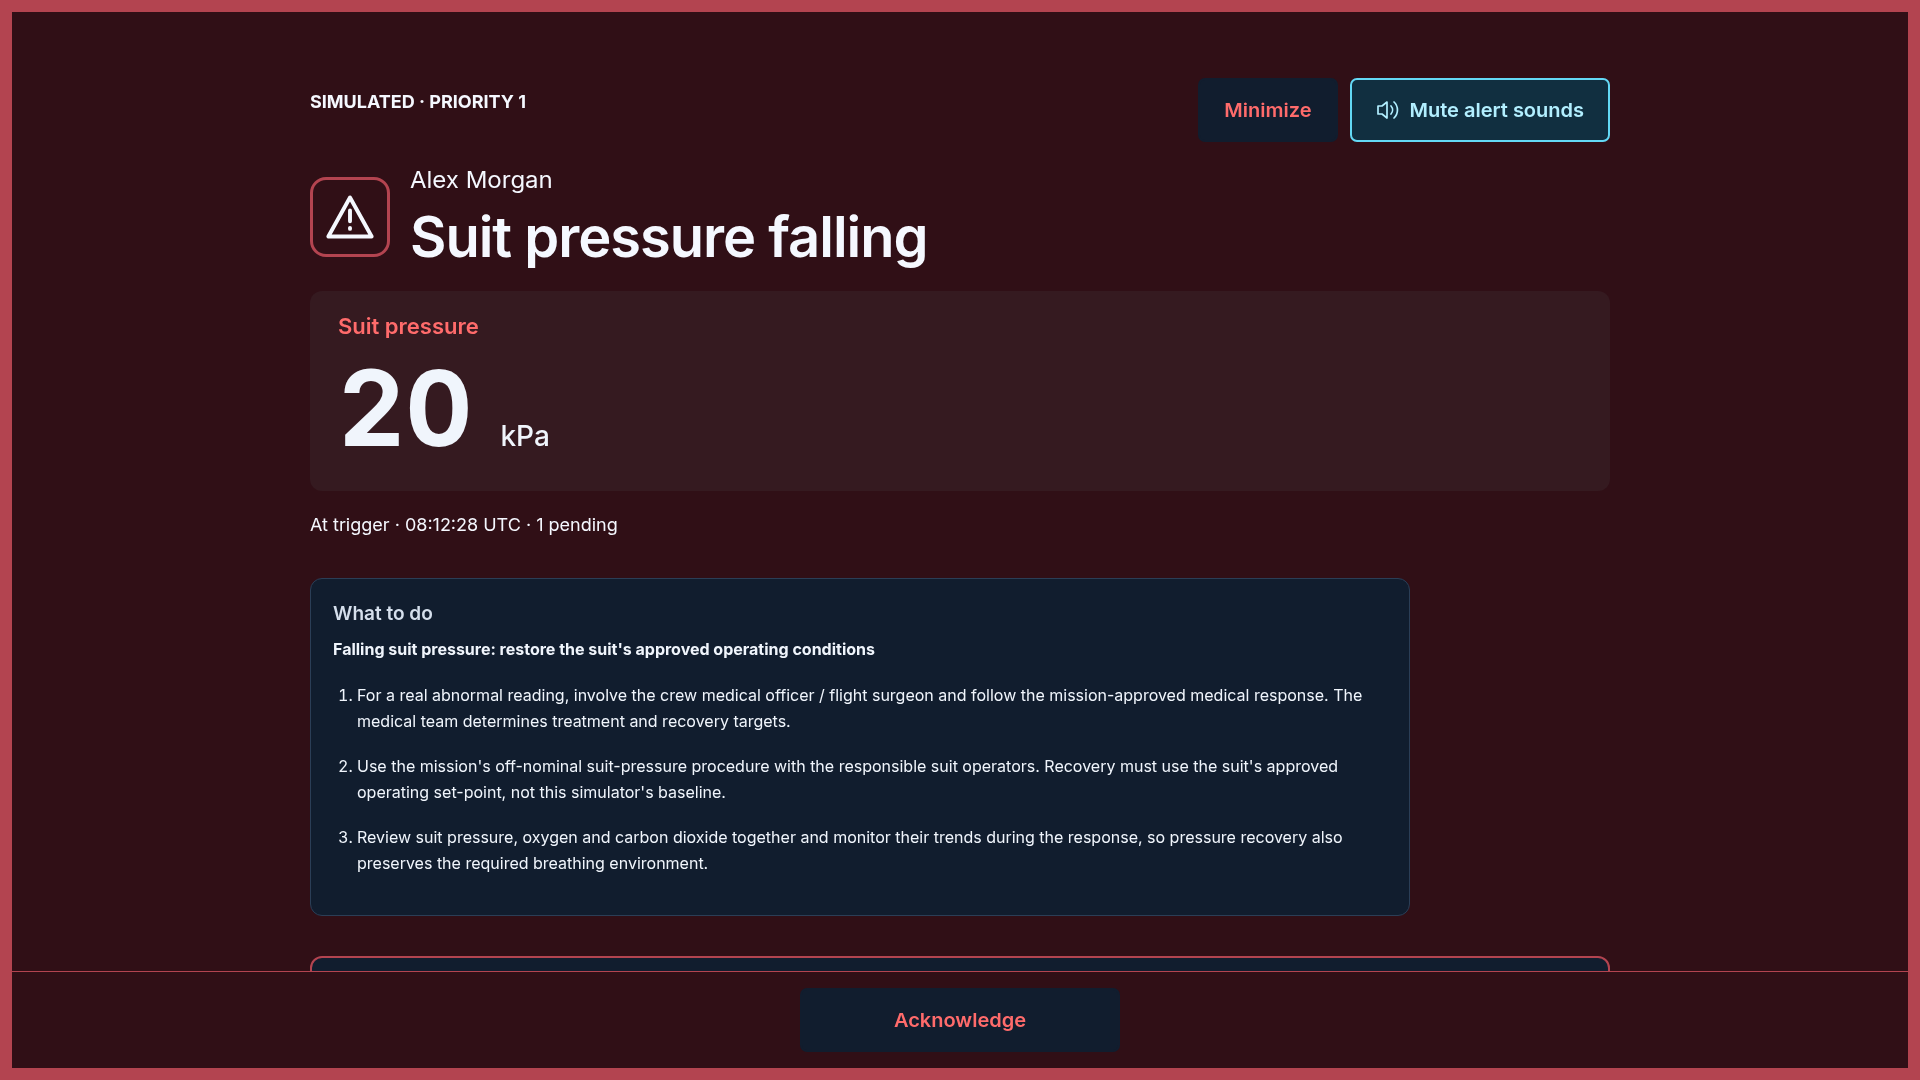 SIMULATED · PRIORITY 1
Minimize
Mute alert sounds
Alex Morgan
Suit pressure falling
Suit pressure
20 kPa
At trigger · 08:12:28 UTC · 1 pending
What to do
Falling suit pressure: restore the suit's approved operating conditions
1. For a real abnormal reading, involve the crew medical officer / flight surgeon and follow the mission-approved medical response. The
medical team determines treatment and recovery targets.
2. Use the mission's off-nominal suit-pressure procedure with the responsible suit operators. Recovery must use the suit's approved
operating set-point, not this simulator's baseline.
3. Review suit pressure, oxygen and carbon dioxide together and monitor their trends during the response, so pressure recovery also
preserves the required breathing environment.
Acknowledge